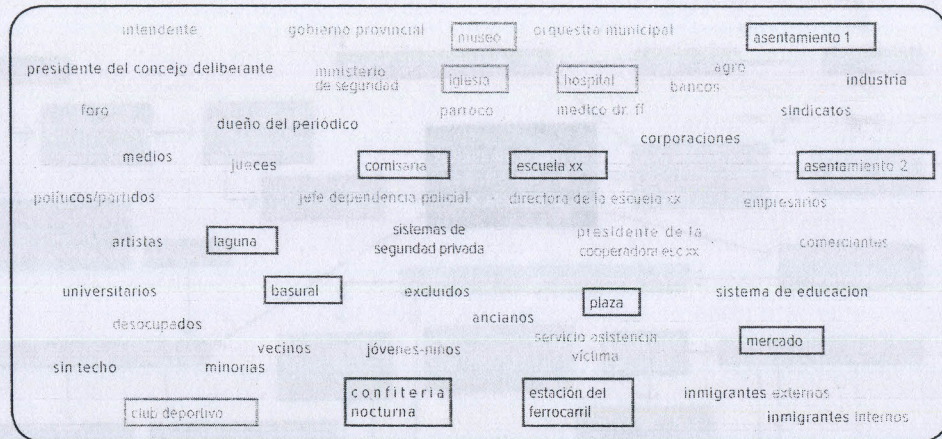 intendente gobierno provincial museo orquestra municipal asentamiento 1
presidente del concejo deliberante ministerio de seguridad iglesia hospital agro bancos industria
foro dueño del periódico parroco medico dr. ff corporaciones sindicatos
medios jueces comisaria escuela xx asentamiento 2
políticos/partidos jefe dependencia policial directora de la escuela xx empresarios
artistas laguna sistemas de seguridad privada presidente de la cooperadora esc xx comerciantes
universitarios basural excluidos plaza sistema de educacion
desocupados ancianos
vecinos jóvenes-niños servicio asistencia víctima mercado
sin techo minorias
club deportivo confiteria nocturna estación del ferrocarril inmigrantes externos
inmigrantes internos